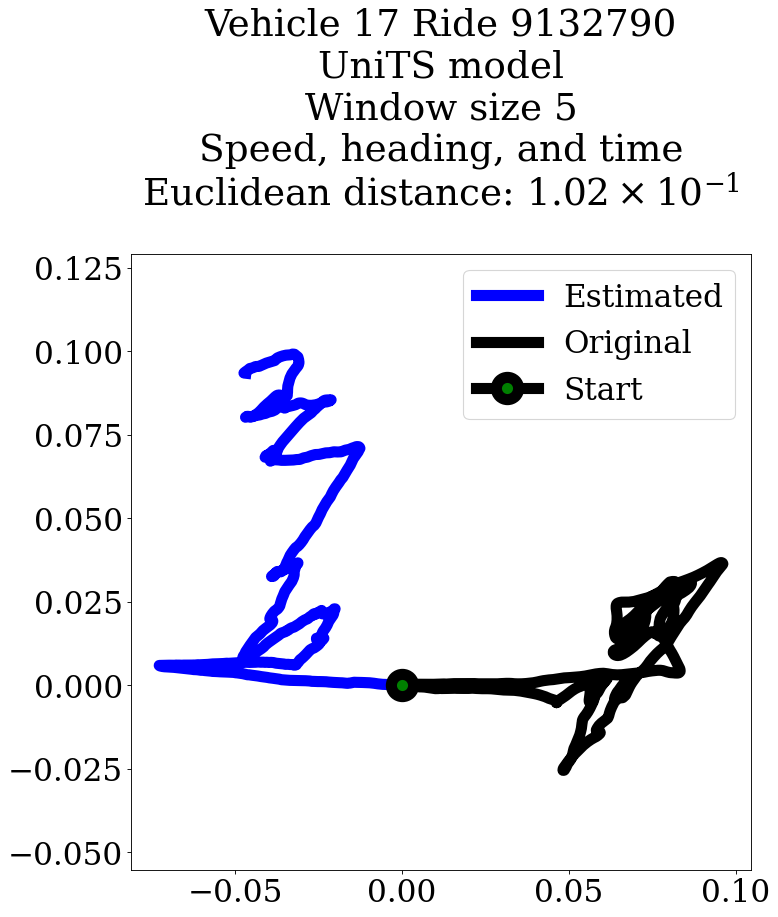 Vehicle 17 Ride 9132790
UniTS model
Window size 5
Speed, heading, and time
Euclidean distance: 1.02 × 10⁻¹
0.125
0.100
0.075
0.050
0.025
0.000
−0.025
−0.050
−0.05 0.00 0.05 0.10
Estimated
Original
Start